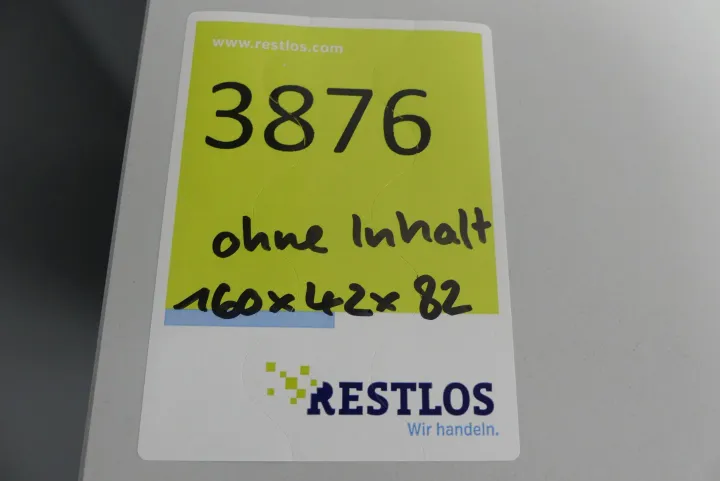 www.restlos.com
3876
ohne Inhalt
160x42x82
RESTLOS
Wir handeln.